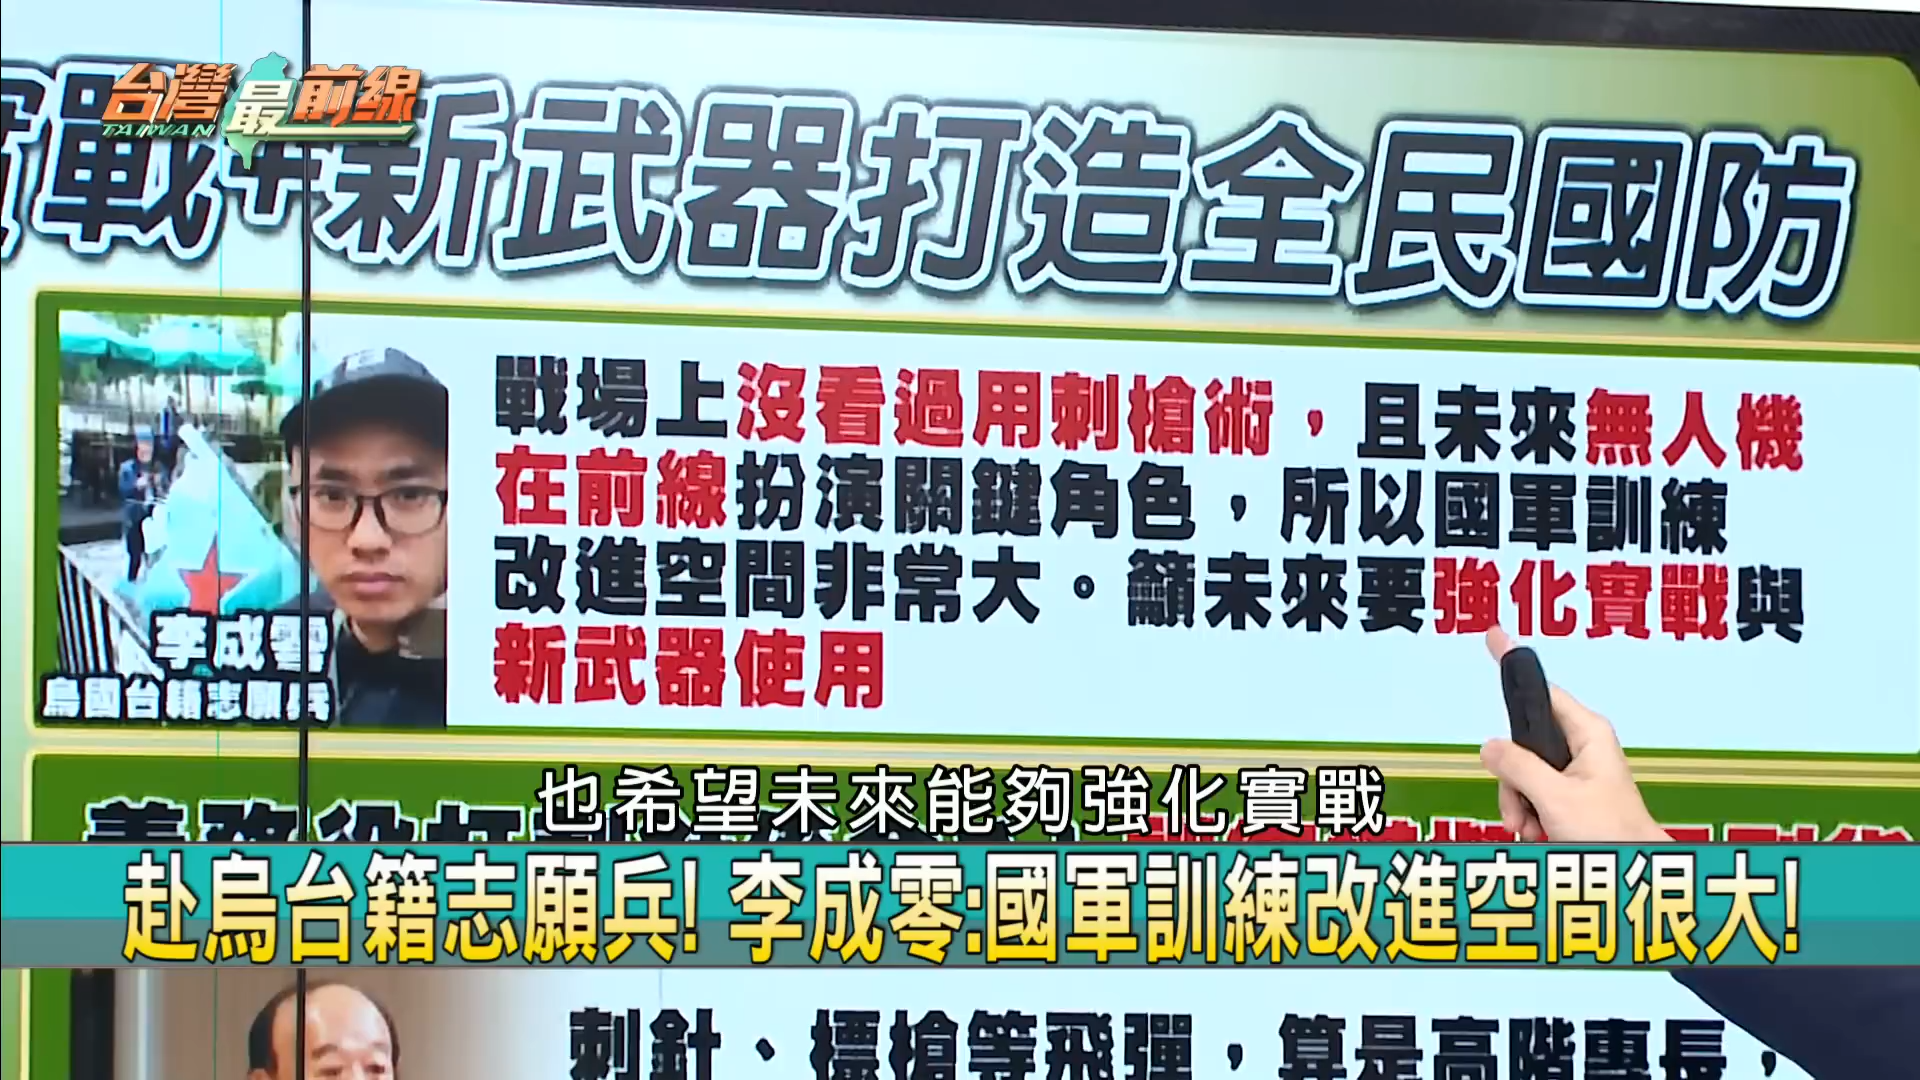 台灣最前線
TAIWAN
實戰+新武器打造全民國防
戰場上沒看過用刺槍術，且未來無人機
在前線扮演關鍵角色，所以國軍訓練
改進空間非常大。籲未來要強化實戰與
新武器使用
李成零
烏國台籍志願兵
也希望未來能夠強化實戰
赴烏台籍志願兵! 李成零:國軍訓練改進空間很大!
刺針、標槍等飛彈，算是高階專長，